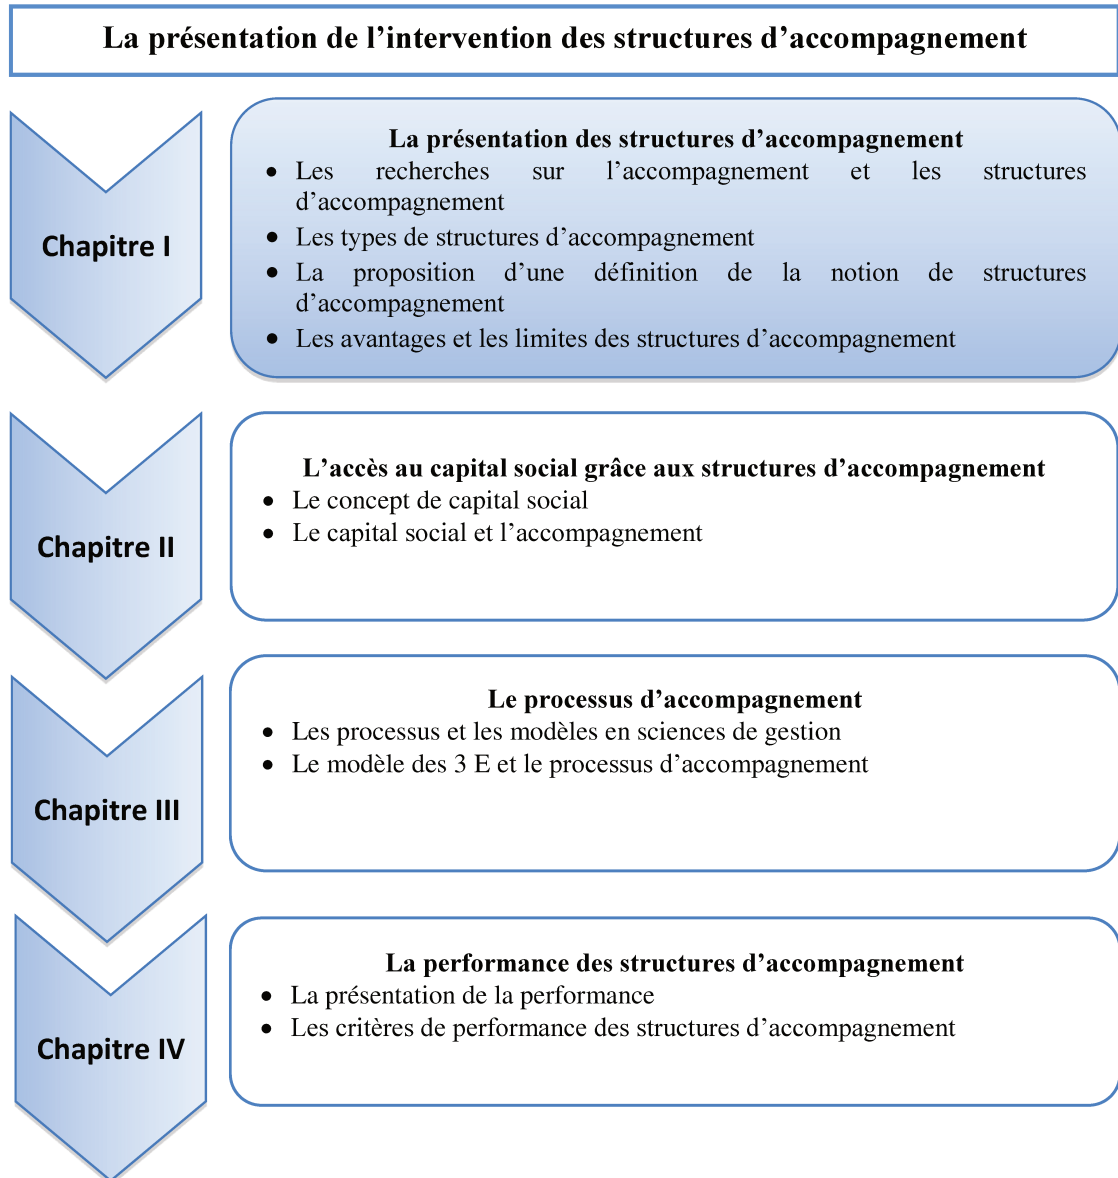 La présentation de l’intervention des structures d’accompagnement
Chapitre I
La présentation des structures d’accompagnement
• Les recherches sur l’accompagnement et les structures
d’accompagnement
• Les types de structures d’accompagnement
• La proposition d’une définition de la notion de structures
d’accompagnement
• Les avantages et les limites des structures d’accompagnement
Chapitre II
L’accès au capital social grâce aux structures d’accompagnement
• Le concept de capital social
• Le capital social et l’accompagnement
Chapitre III
Le processus d’accompagnement
• Les processus et les modèles en sciences de gestion
• Le modèle des 3 E et le processus d’accompagnement
Chapitre IV
La performance des structures d’accompagnement
• La présentation de la performance
• Les critères de performance des structures d’accompagnement